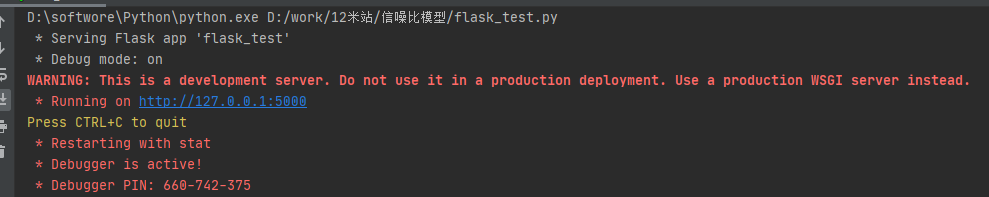 D:\softwore\Python\python.exe D:/work/12米站/信噪比模型/flask_test.py
 * Serving Flask app 'flask_test'
 * Debug mode: on
WARNING: This is a development server. Do not use it in a production deployment. Use a production WSGI server instead.
 * Running on http://127.0.0.1:5000
Press CTRL+C to quit
 * Restarting with stat
 * Debugger is active!
 * Debugger PIN: 660-742-375